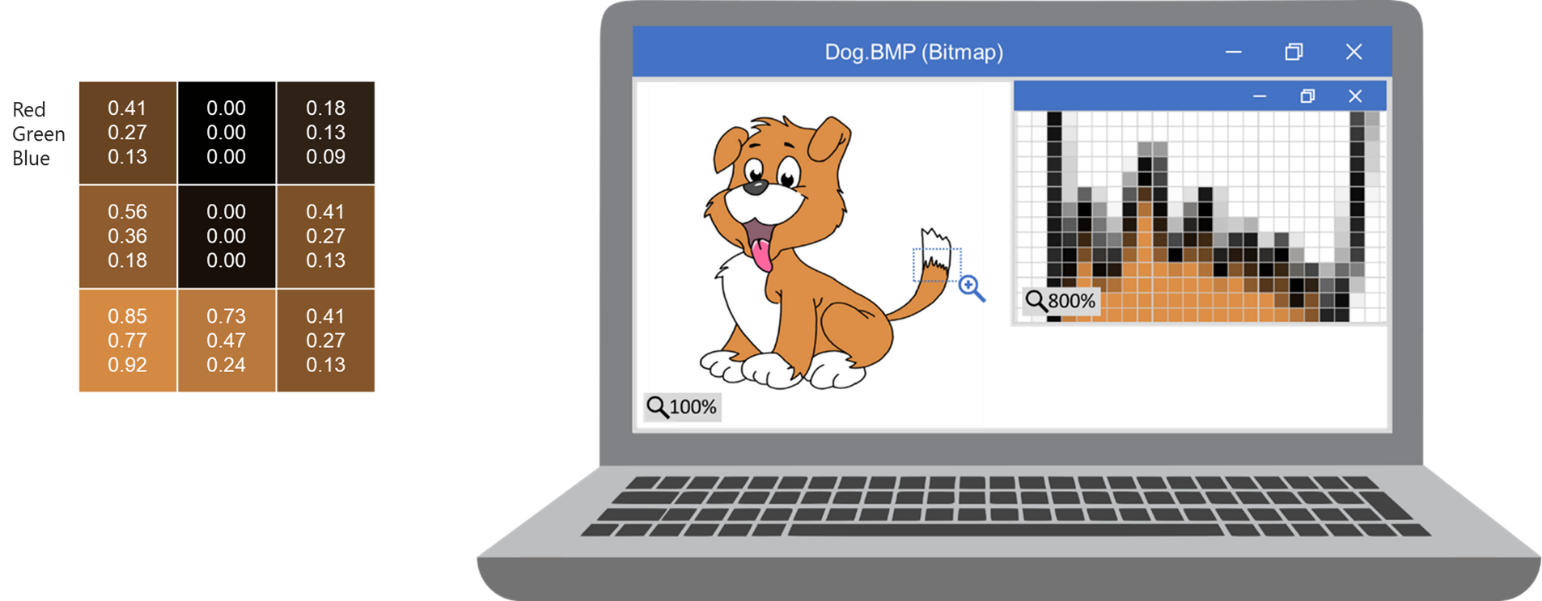 Dog.BMP (Bitmap)
Red
Green
Blue
0.41 0.00 0.18
0.27 0.00 0.13
0.13 0.00 0.09
0.56 0.00 0.41
0.36 0.00 0.27
0.18 0.00 0.13
0.85 0.73 0.41
0.77 0.47 0.27
0.92 0.24 0.13
800%
100%